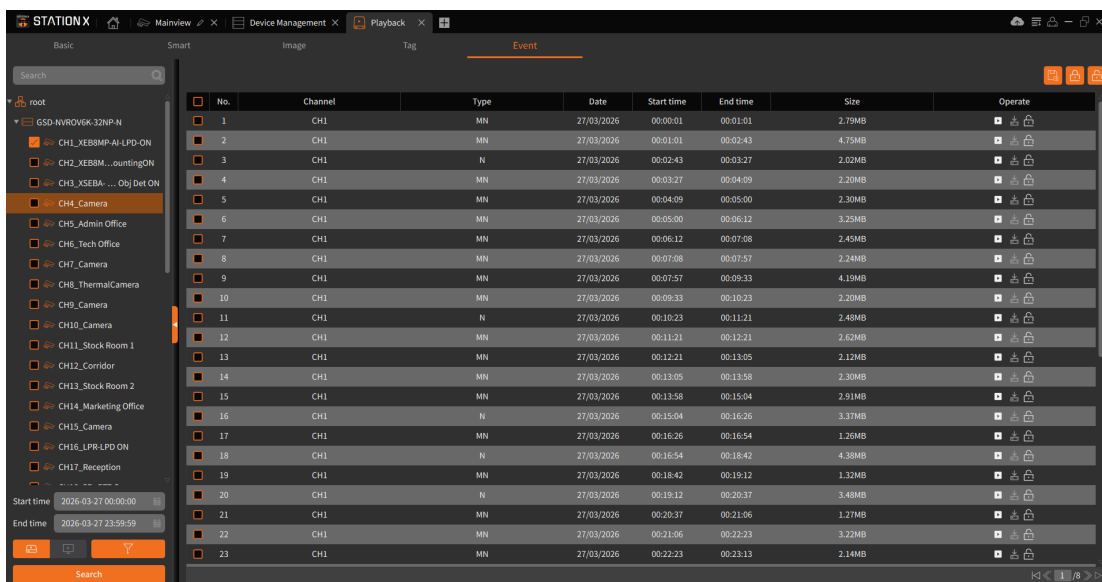 STATION X Mainview Device Management Playback
Basic Smart Image Tag Event
Search
root
GSD-NVROV6K-32NP-N
CH1_XEB8MP-AI-LPD-ON
CH2_XEB8M...ountingON
CH3_XSEBA- ... Obj Det ON
CH4_Camera
CH5_Admin Office
CH6_Tech Office
CH7_Camera
CH8_ThermalCamera
CH9_Camera
CH10_Camera
CH11_Stock Room 1
CH12_Corridor
CH13_Stock Room 2
CH14_Marketing Office
CH15_Camera
CH16_LPR-LPD ON
CH17_Reception
Start time 2026-03-27 00:00:00
End time 2026-03-27 23:59:59
Search
No. Channel Type Date Start time End time Size Operate
1 CH1 MN 27/03/2026 00:00:01 00:01:01 2.79MB
2 CH1 MN 27/03/2026 00:01:01 00:02:43 4.75MB
3 CH1 N 27/03/2026 00:02:43 00:03:27 2.02MB
4 CH1 MN 27/03/2026 00:03:27 00:04:09 2.20MB
5 CH1 MN 27/03/2026 00:04:09 00:05:00 2.30MB
6 CH1 MN 27/03/2026 00:05:00 00:06:12 3.25MB
7 CH1 MN 27/03/2026 00:06:12 00:07:08 2.45MB
8 CH1 MN 27/03/2026 00:07:08 00:07:57 2.24MB
9 CH1 MN 27/03/2026 00:07:57 00:09:33 4.19MB
10 CH1 MN 27/03/2026 00:09:33 00:10:23 2.20MB
11 CH1 N 27/03/2026 00:10:23 00:11:21 2.48MB
12 CH1 MN 27/03/2026 00:11:21 00:12:21 2.62MB
13 CH1 MN 27/03/2026 00:12:21 00:13:05 2.12MB
14 CH1 MN 27/03/2026 00:13:05 00:13:58 2.30MB
15 CH1 MN 27/03/2026 00:13:58 00:15:04 2.91MB
16 CH1 N 27/03/2026 00:15:04 00:16:26 3.37MB
17 CH1 MN 27/03/2026 00:16:26 00:16:54 1.26MB
18 CH1 N 27/03/2026 00:16:54 00:18:42 4.38MB
19 CH1 MN 27/03/2026 00:18:42 00:19:12 1.32MB
20 CH1 N 27/03/2026 00:19:12 00:20:37 3.48MB
21 CH1 MN 27/03/2026 00:20:37 00:21:06 1.27MB
22 CH1 MN 27/03/2026 00:21:06 00:22:23 3.22MB
23 CH1 MN 27/03/2026 00:22:23 00:23:13 2.14MB
1 /8